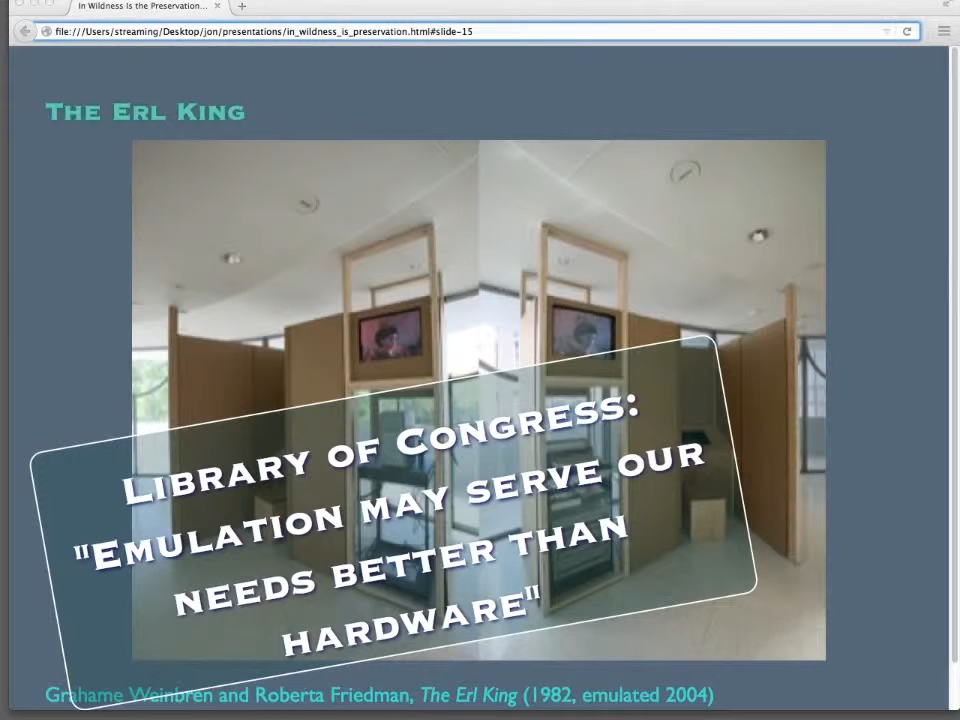 In Wildness Is the Preservation...
file:///Users/streaming/Desktop/jon/presentations/in_wildness_is_preservation.html#slide-15
The Erl King
Library of Congress:
"Emulation may serve our
needs better than
hardware"
Grahame Weinbren and Roberta Friedman, The Erl King (1982, emulated 2004)